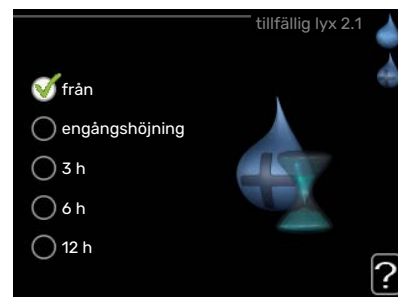 tillfällig lyx 2.1
från
engångshöjning
3 h
6 h
12 h
?